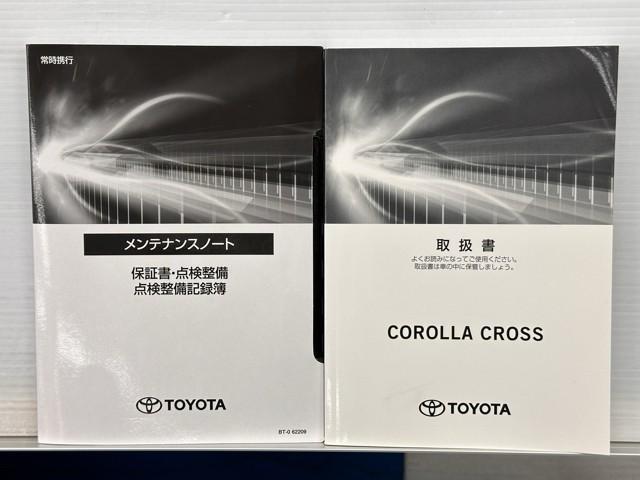 常時携行
メンテナンスノート
保証書・点検整備
点検整備記録簿
TOYOTA
BT-0 62209
取扱書
よくお読みになってご使用ください。
取扱書は車の中に保管しましょう。
COROLLA CROSS
TOYOTA